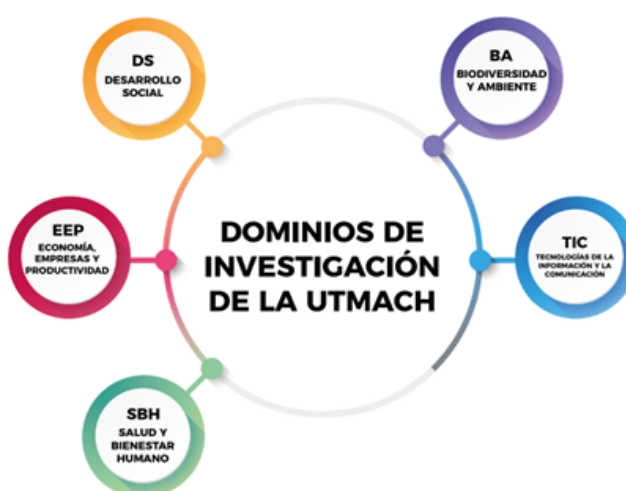 DS
DESARROLLO
SOCIAL
BA
BIODIVERSIDAD
Y AMBIENTE
EEP
ECONOMÍA,
EMPRESAS Y
PRODUCTIVIDAD
DOMINIOS DE
INVESTIGACIÓN
DE LA UTMACH
TIC
TECNOLOGÍAS DE LA
INFORMACIÓN Y LA
COMUNICACIÓN
SBH
SALUD Y
BIENESTAR
HUMANO